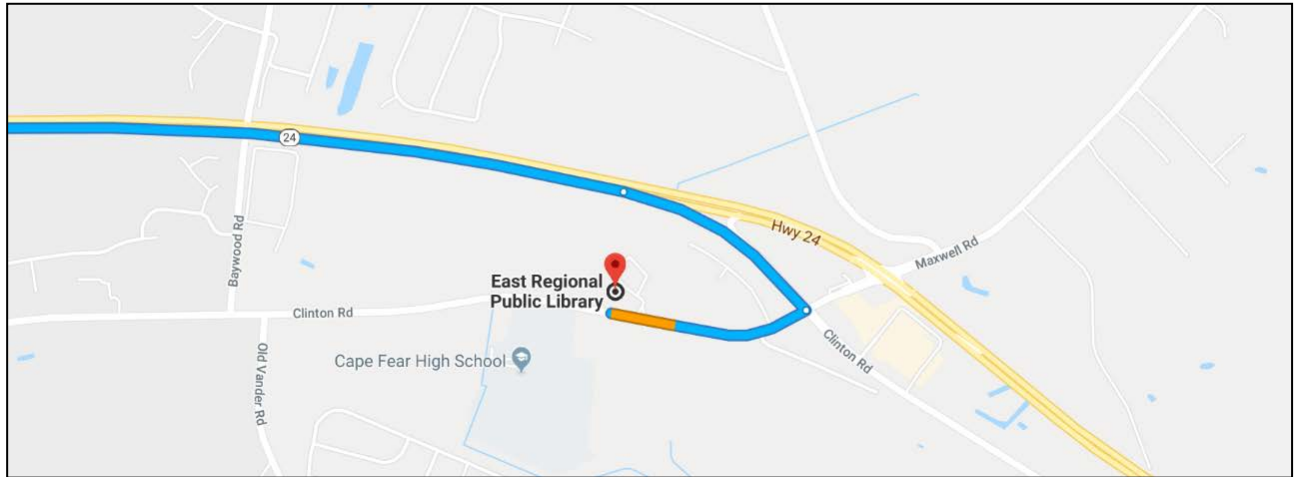 24
Hwy 24
Maxwell Rd
Baywood Rd
East Regional
Public Library
Clinton Rd
Clinton Rd
Old Vander Rd
Cape Fear High School